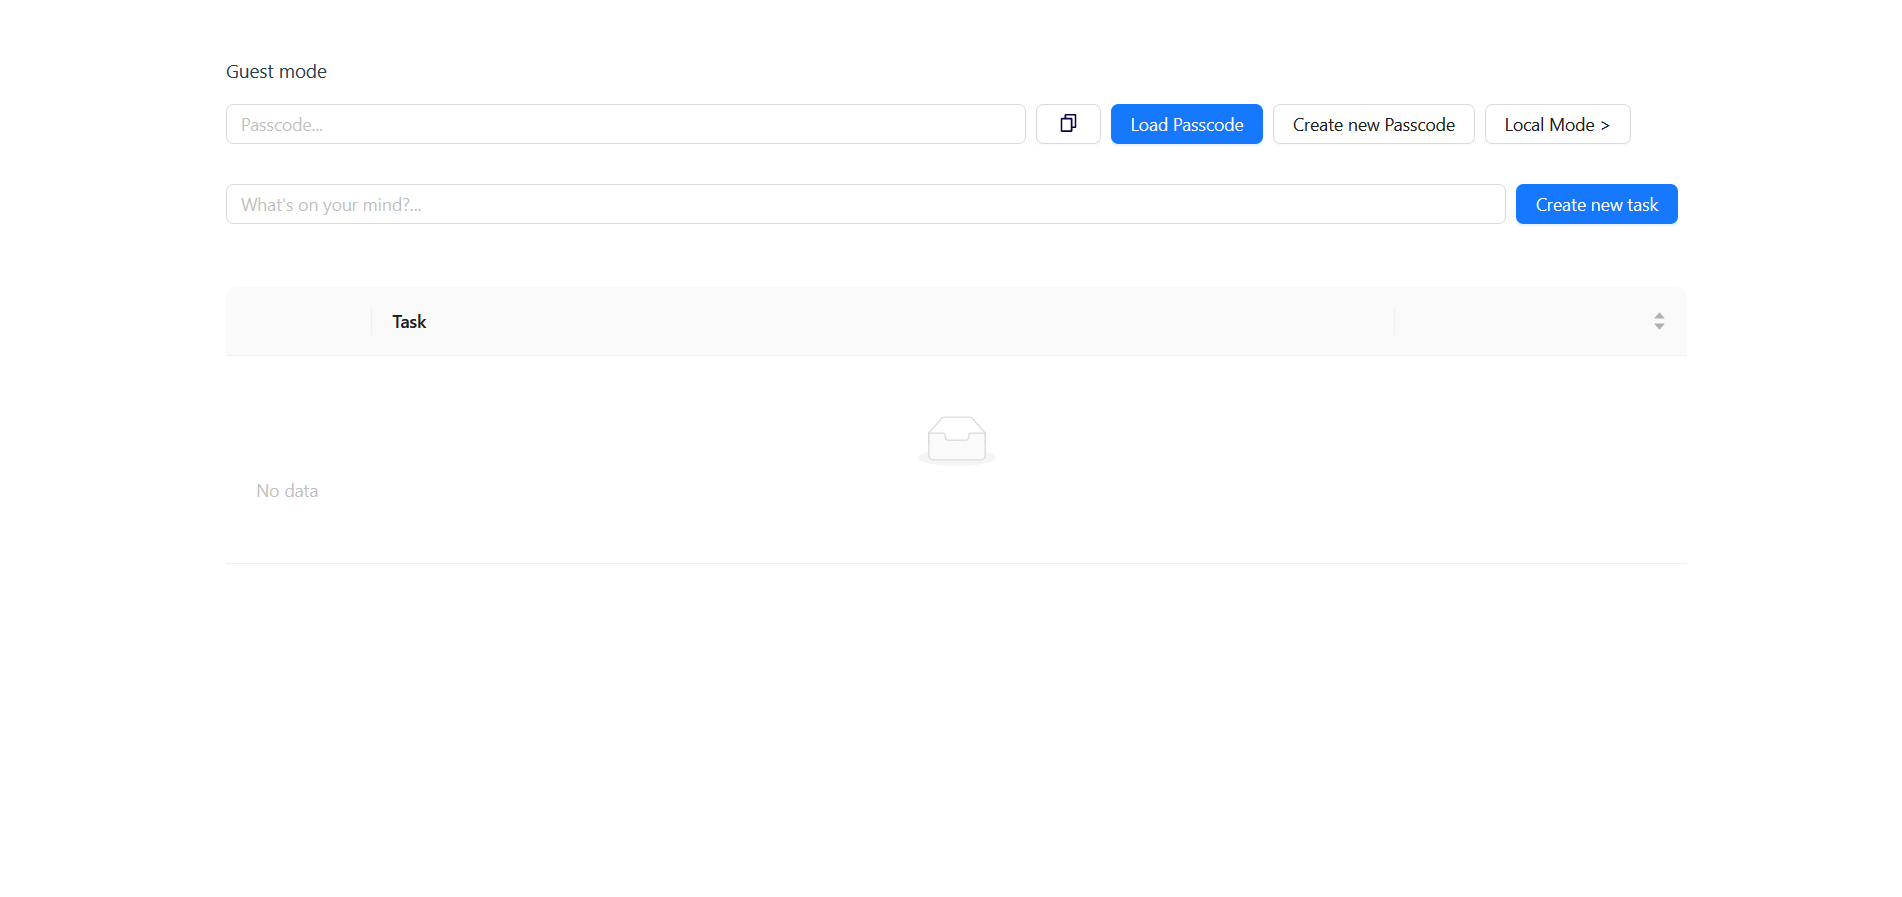 Guest mode
Passcode...
Load Passcode
Create new Passcode
Local Mode >
What's on your mind?...
Create new task
Task
No data